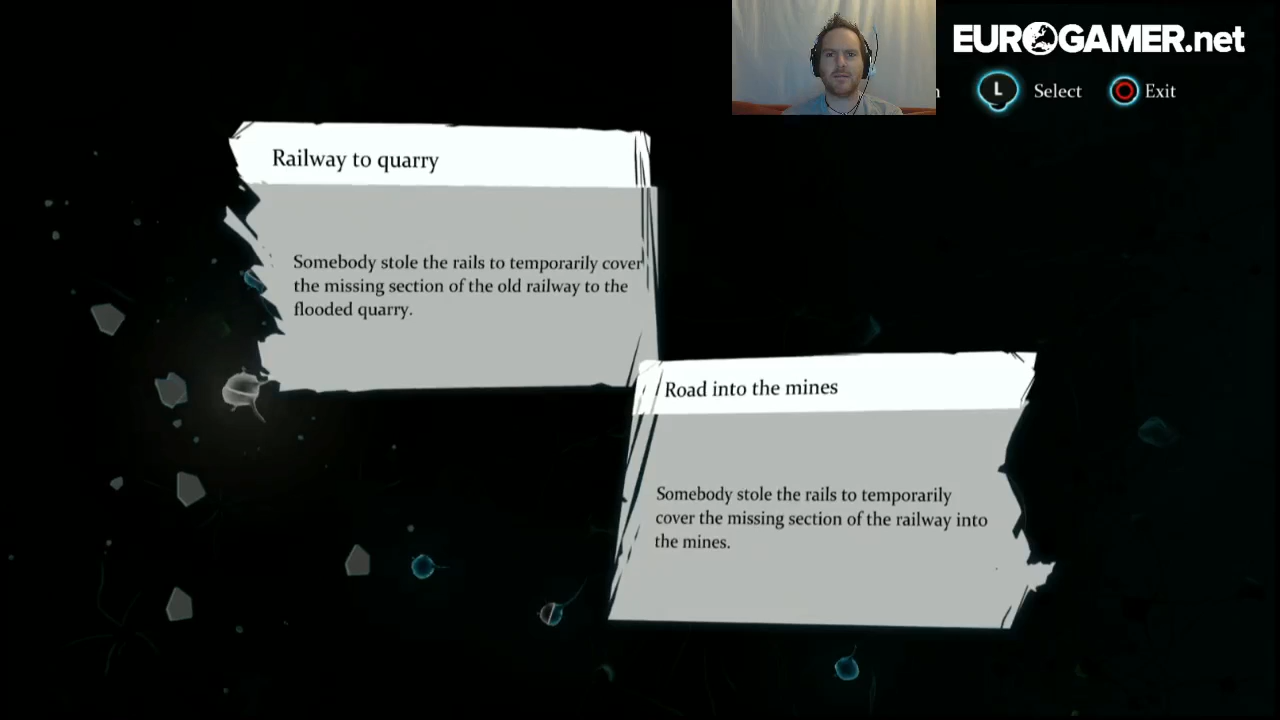 EUROGAMER.net
L Select Exit
Railway to quarry
Somebody stole the rails to temporarily cover
the missing section of the old railway to the
flooded quarry.
Road into the mines
Somebody stole the rails to temporarily
cover the missing section of the railway into
the mines.